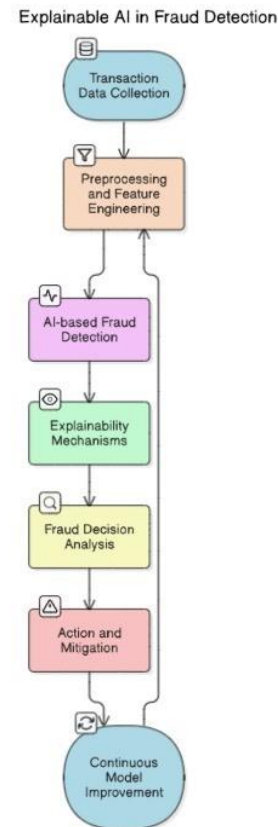 Explainable AI in Fraud Detection
Transaction
Data Collection
Preprocessing
and Feature
Engineering
AI-based Fraud
Detection
Explainability
Mechanisms
Fraud Decision
Analysis
Action and
Mitigation
Continuous
Model
Improvement